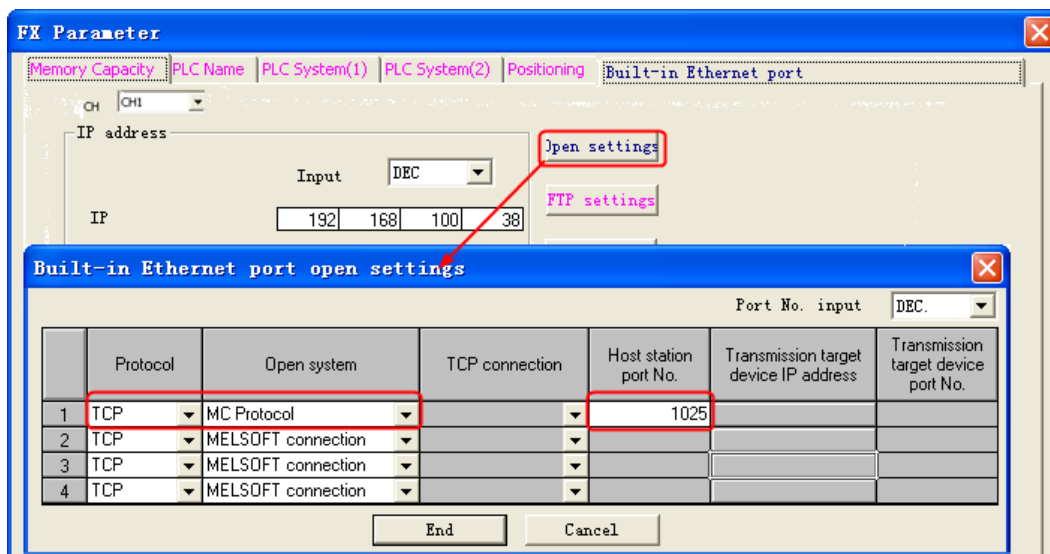 FX Parameter
Memory Capacity PLC Name PLC System(1) PLC System(2) Positioning Built-in Ethernet port
CH CH1
IP address
Open settings
Input DEC
FTP settings
IP 192 168 100 38
Built-in Ethernet port open settings
Port No. input DEC.
Protocol Open system TCP connection Host station port No. Transmission target device IP address Transmission target device port No.
1 TCP MC Protocol 1025
2 TCP MELSOFT connection
3 TCP MELSOFT connection
4 TCP MELSOFT connection
End Cancel